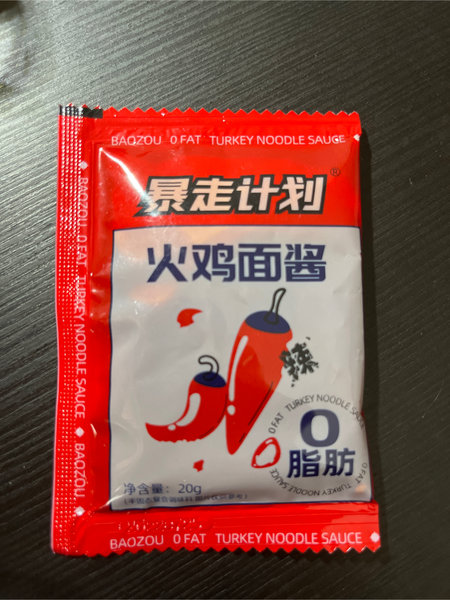 BAOZOU 0 FAT TURKEY NOODLE SAUCE
暴走计划®
火鸡面酱
辣
0 FAT TURKEY NOODLE SAUCE
0
脂肪
0 FAT TURKEY NOODLE SAUCE
净含量：20g
BAOZOU 0 FAT TURKEY NOODLE SAUCE
BAOZOU 0 FAT TURKEY NOODLE SAUCE BAOZOU